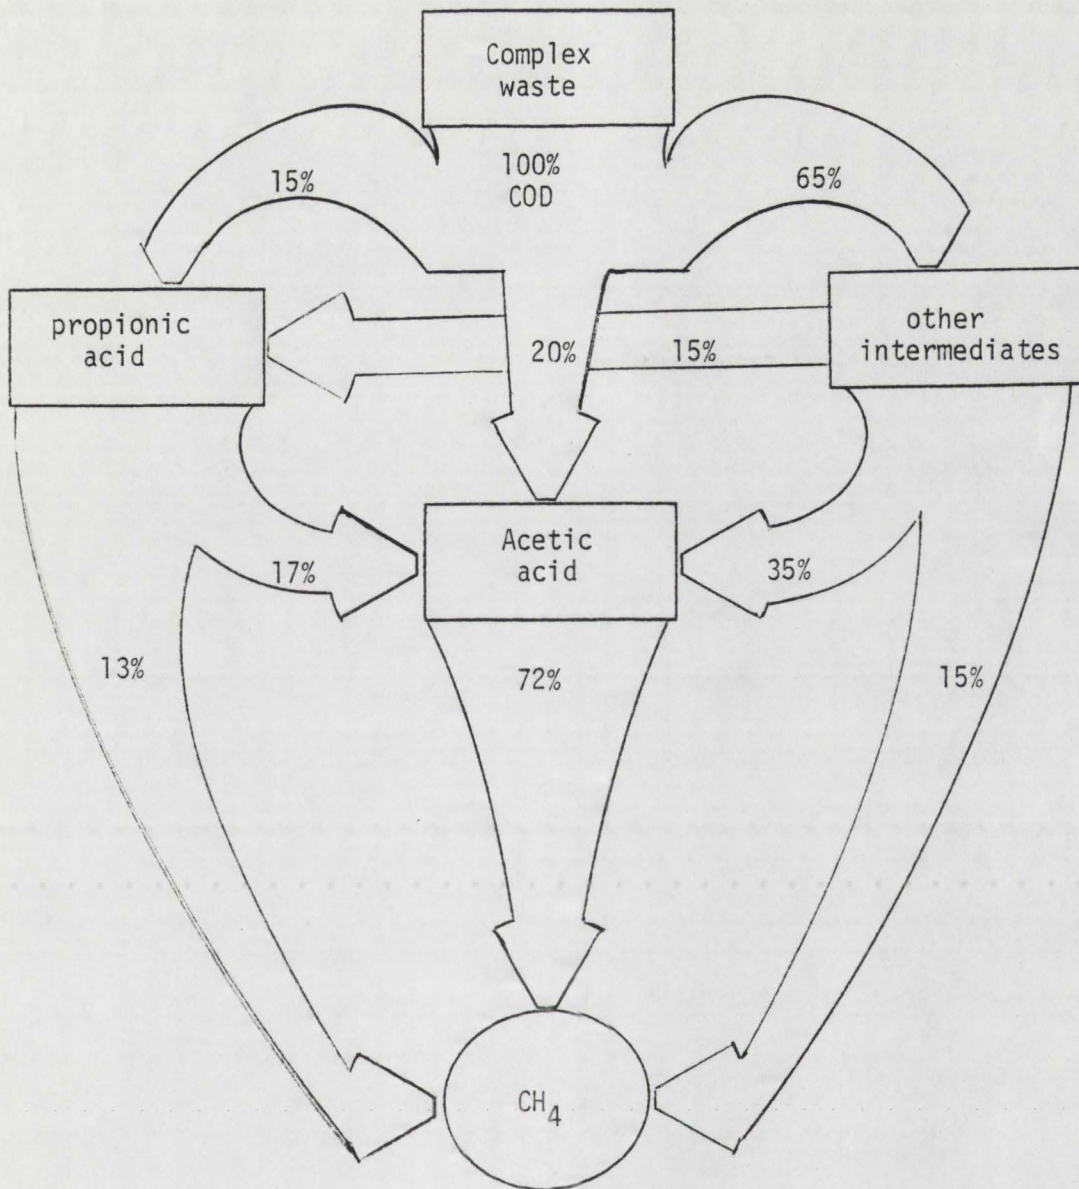 Complex
waste
100%
COD
15%
65%
propionic
acid
20%
15%
other
intermediates
Acetic
acid
17%
35%
13%
72%
15%
CH4